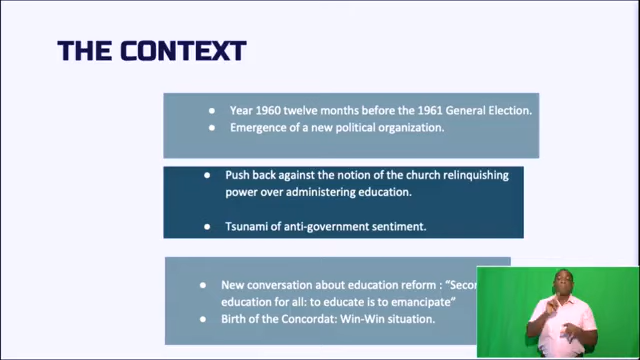 THE CONTEXT
● Year 1960 twelve months before the 1961 General Election.
● Emergence of a new political organization.
● Push back against the notion of the church relinquishing
power over administering education.
● Tsunami of anti-government sentiment.
● New conversation about education reform : “Secon
education for all: to educate is to emancipate”
● Birth of the Concordat: Win-Win situation.